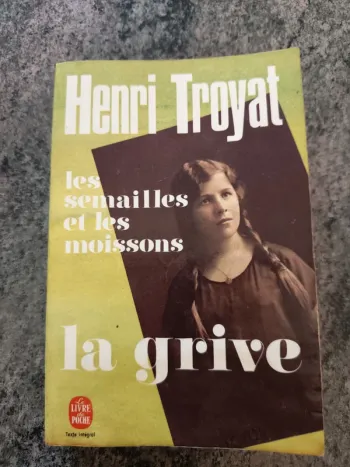 Henri Troyat
les
semailles
et les
moissons
la grive
Le
LIVRE
de
POCHE
Texte intégral